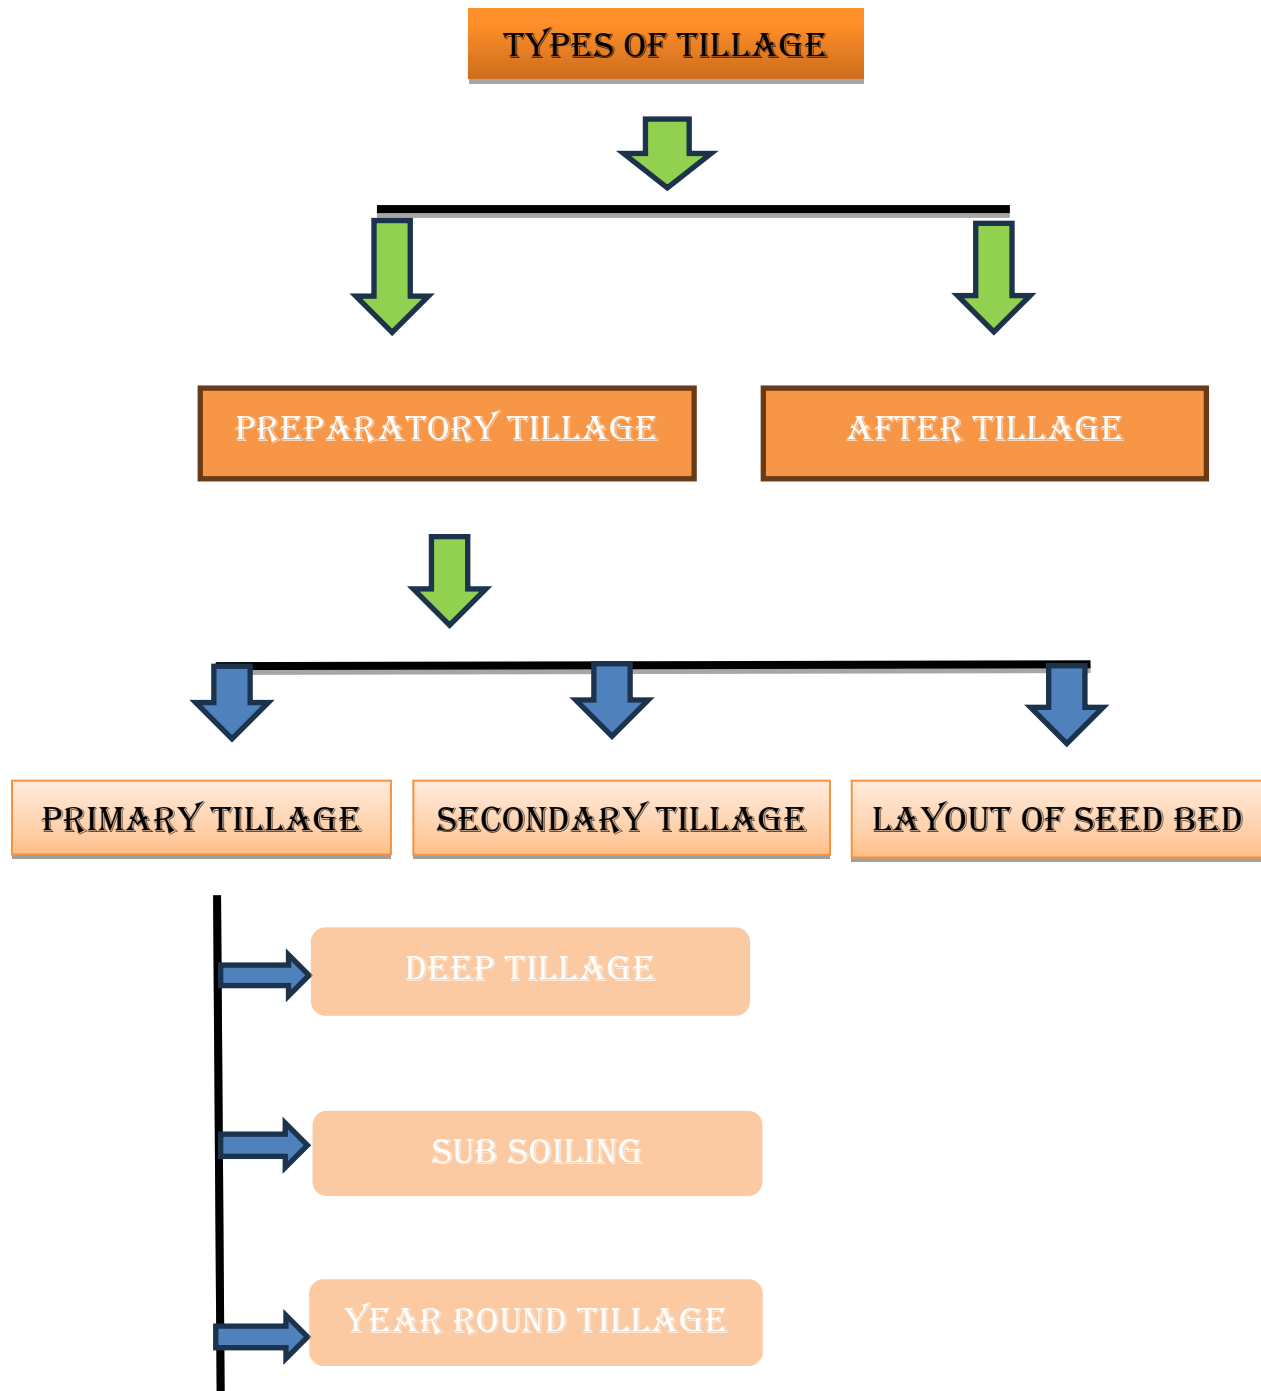 TYPES OF TILLAGE
PREPARATORY TILLAGE
AFTER TILLAGE
PRIMARY TILLAGE
SECONDARY TILLAGE
LAYOUT OF SEED BED
DEEP TILLAGE
SUB SOILING
YEAR ROUND TILLAGE